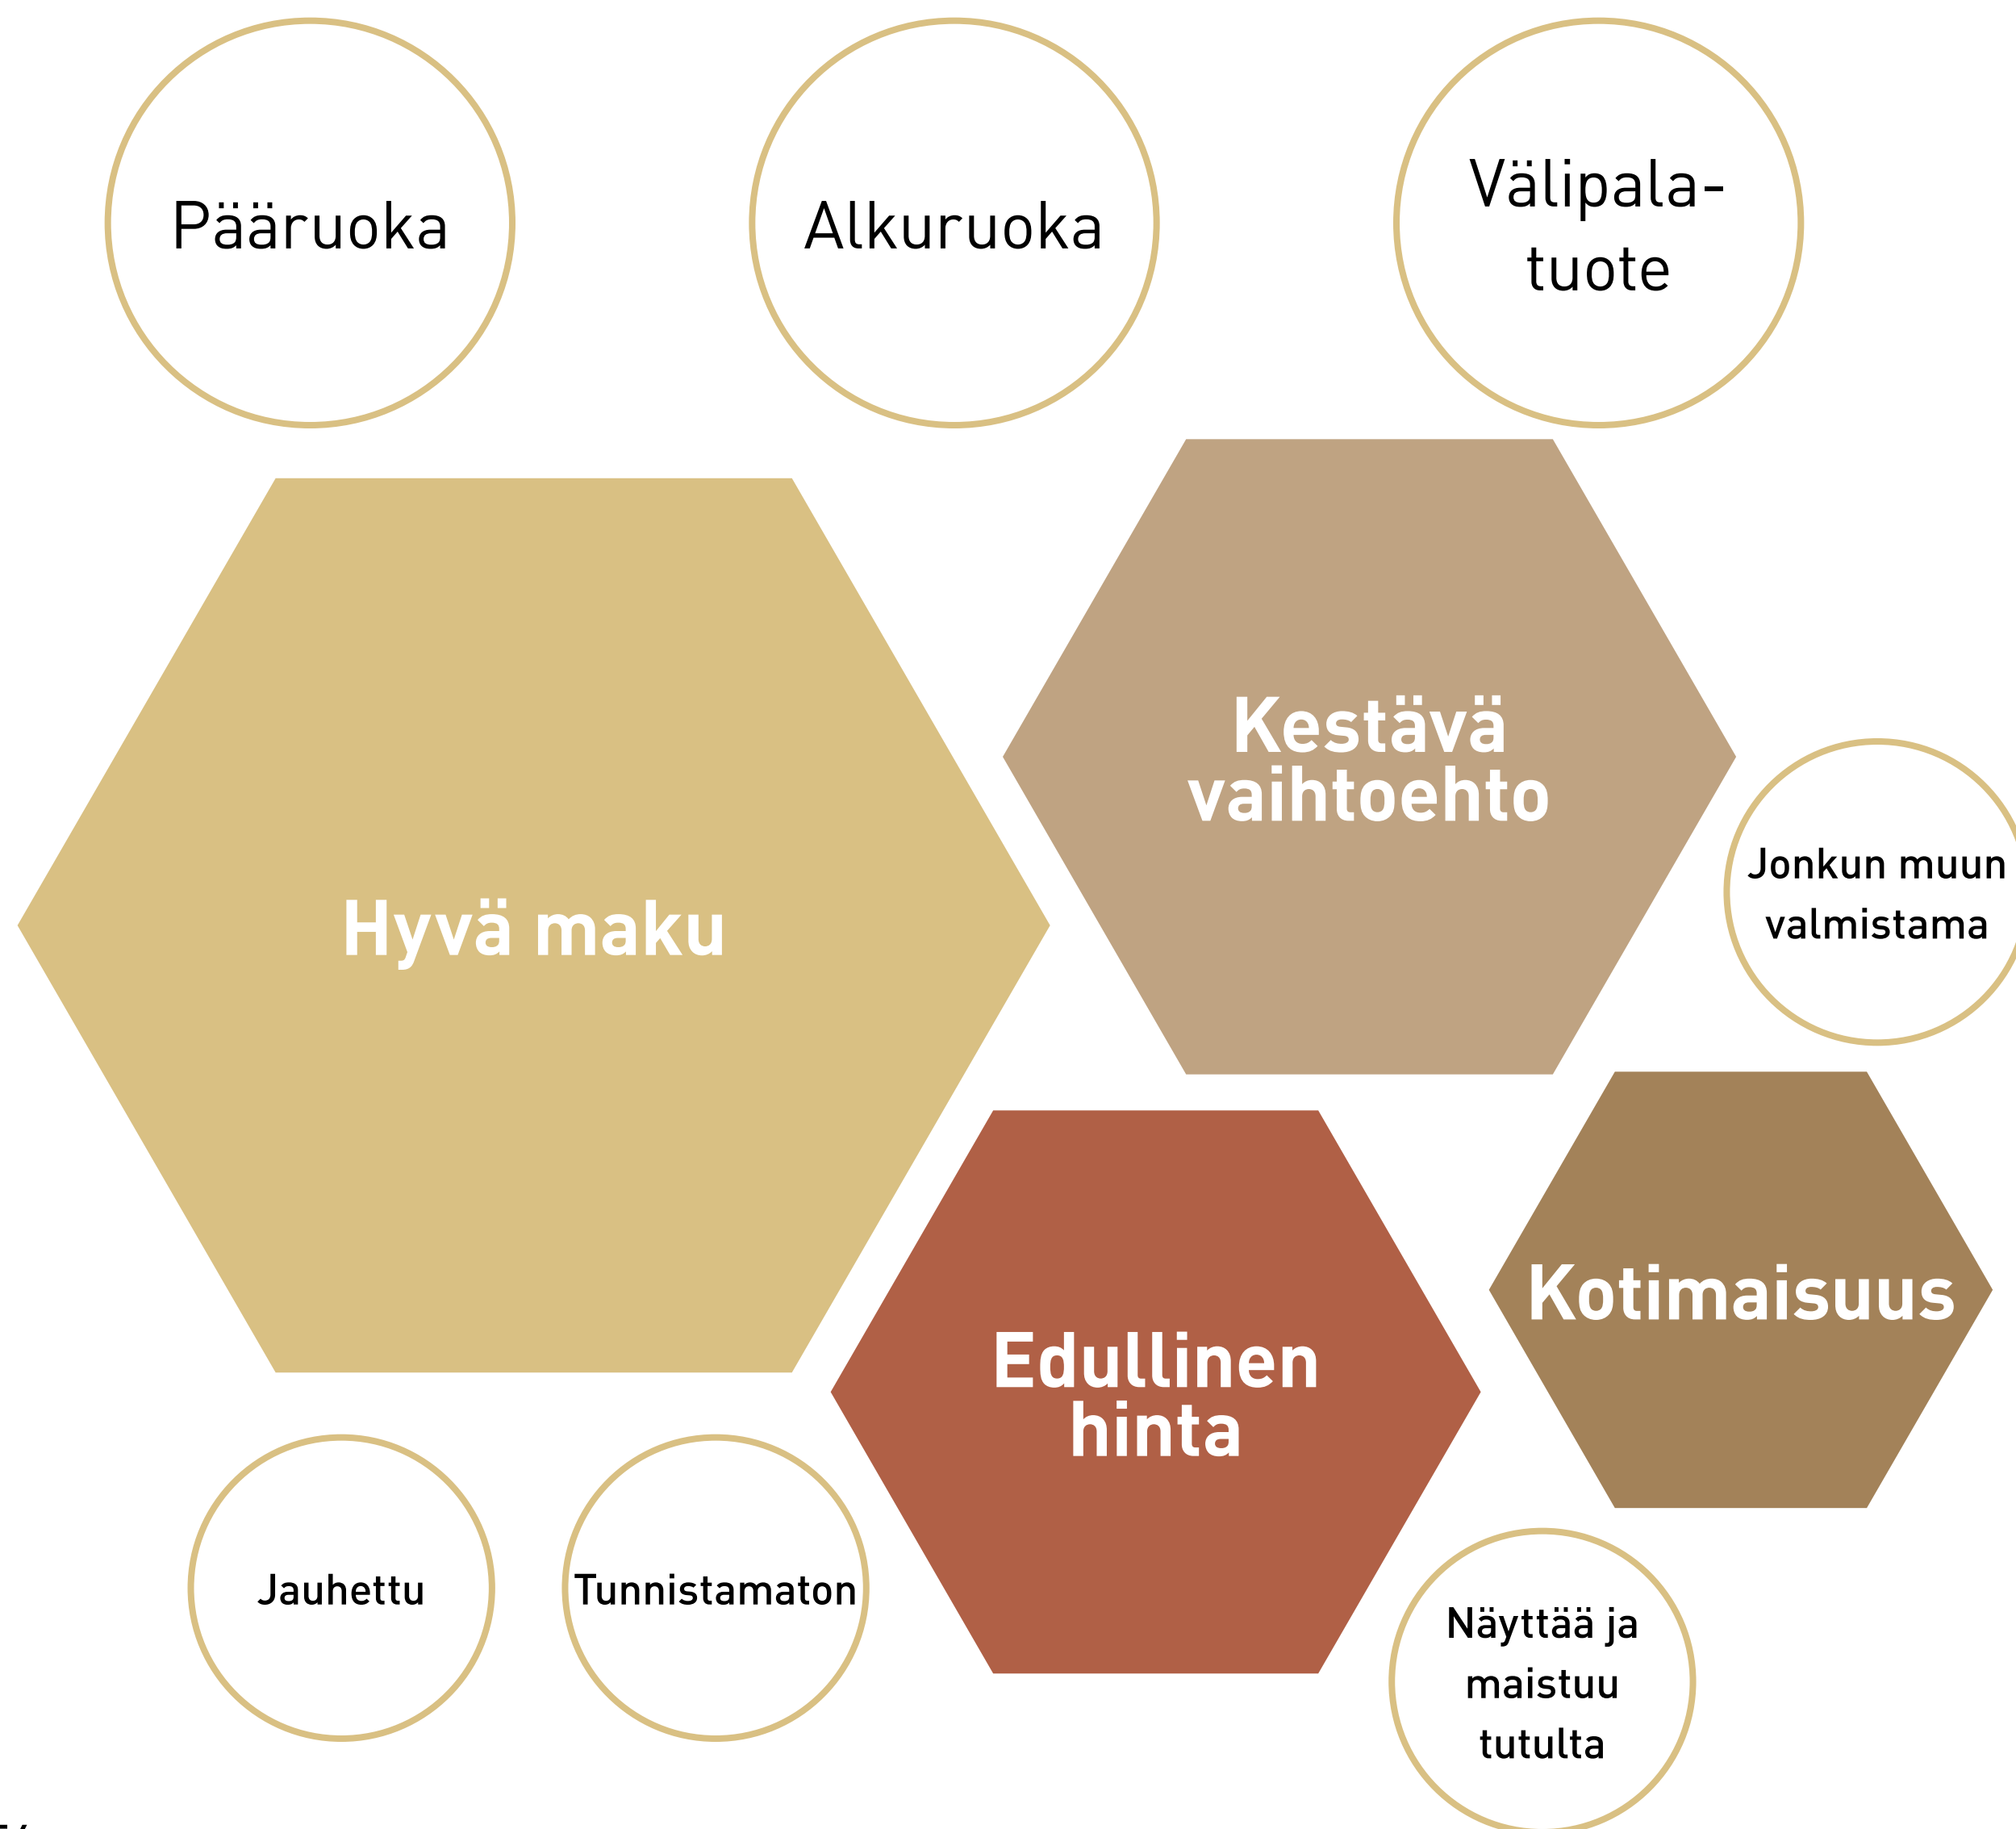 Pääruoka
Alkuruoka
Välipala-
tuote
Kestävä
vaihtoehto
Hyvä maku
Jonkun muun
valmistama
Kotimaisuus
Edullinen
hinta
Jauhettu
Tunnistamaton
Näyttää ja
maistuu
tutulta